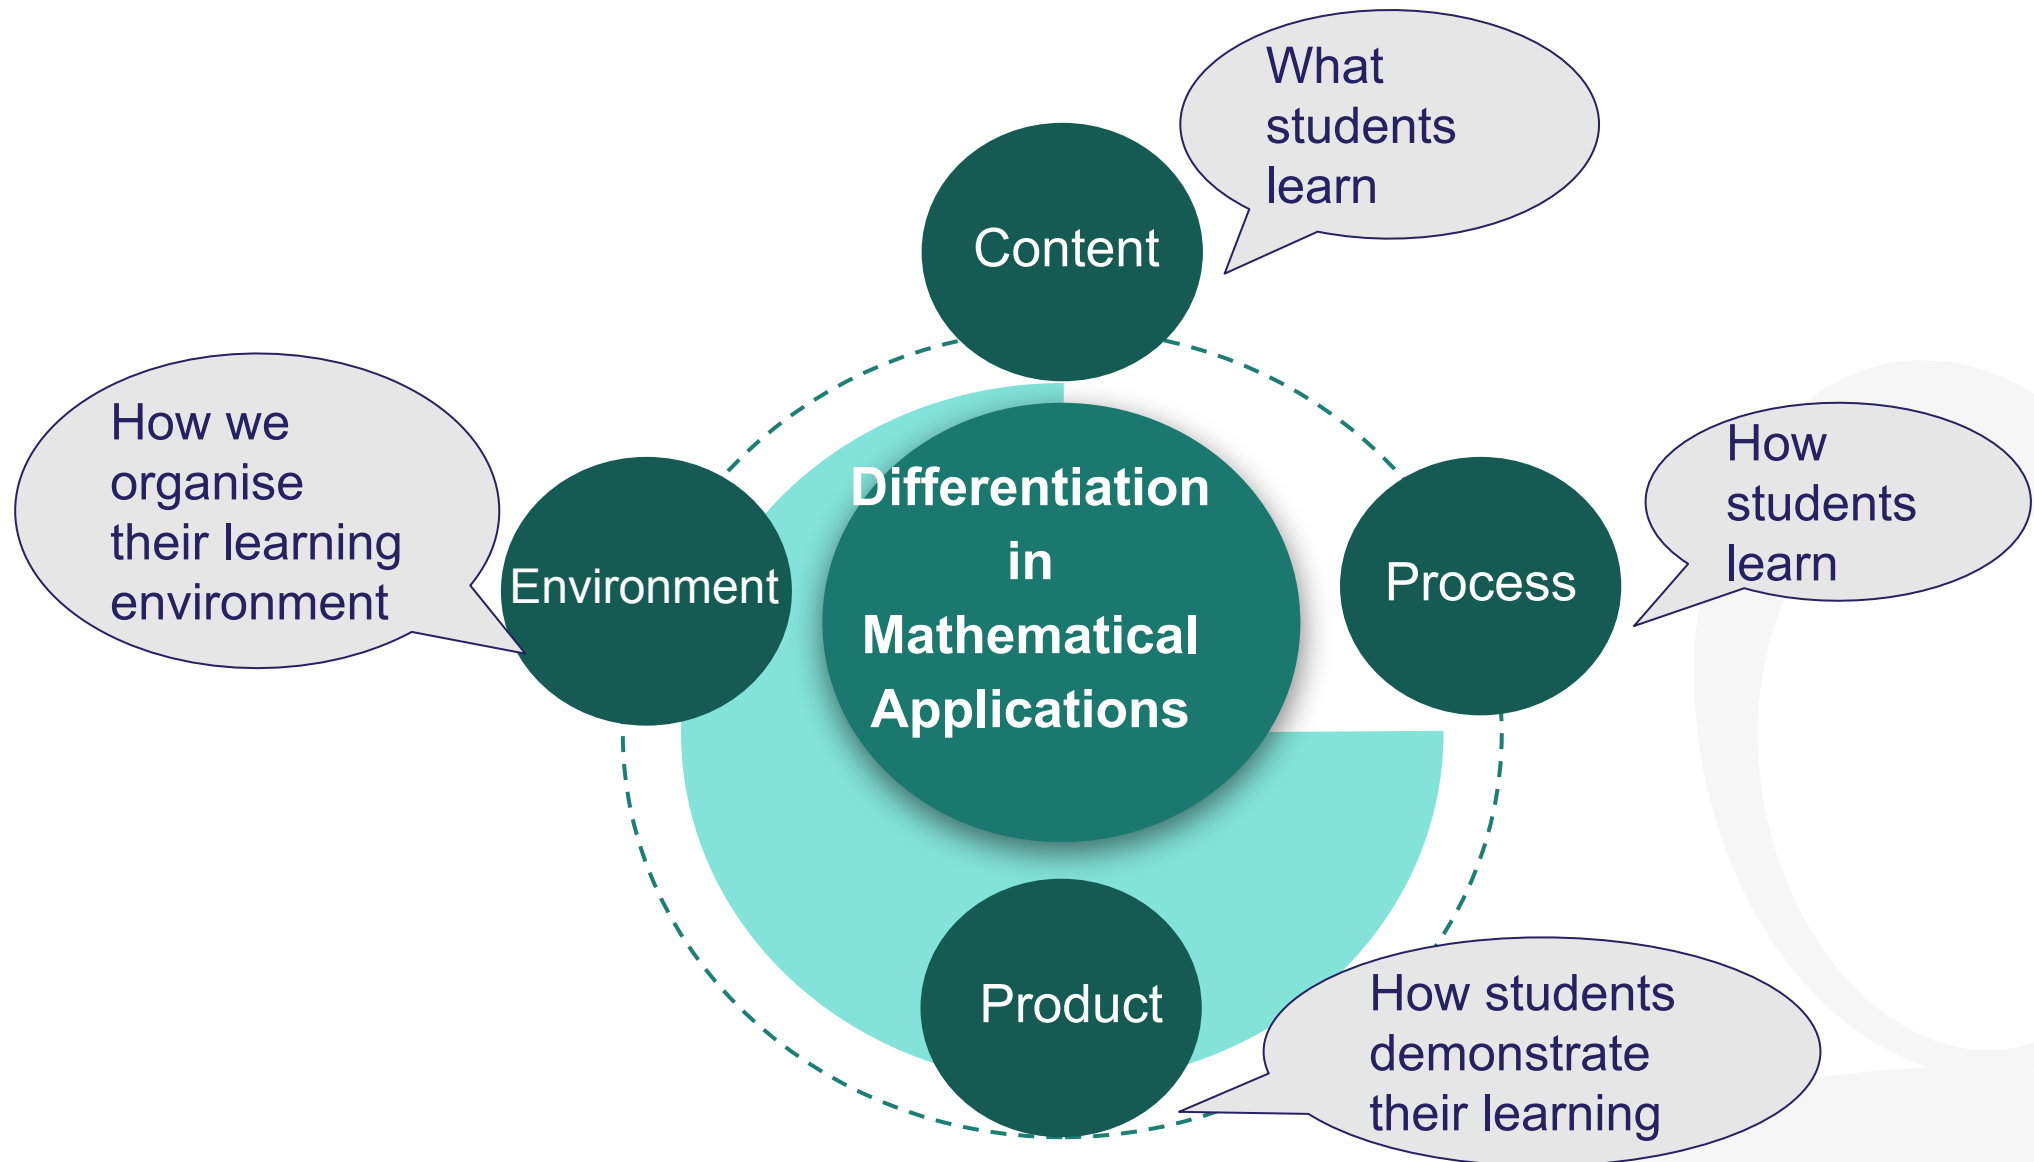 What
students
learn
Content
How we
organise
their learning
environment
Environment
Differentiation
in
Mathematical
Applications
Process
How
students
learn
Product
How students
demonstrate
their learning